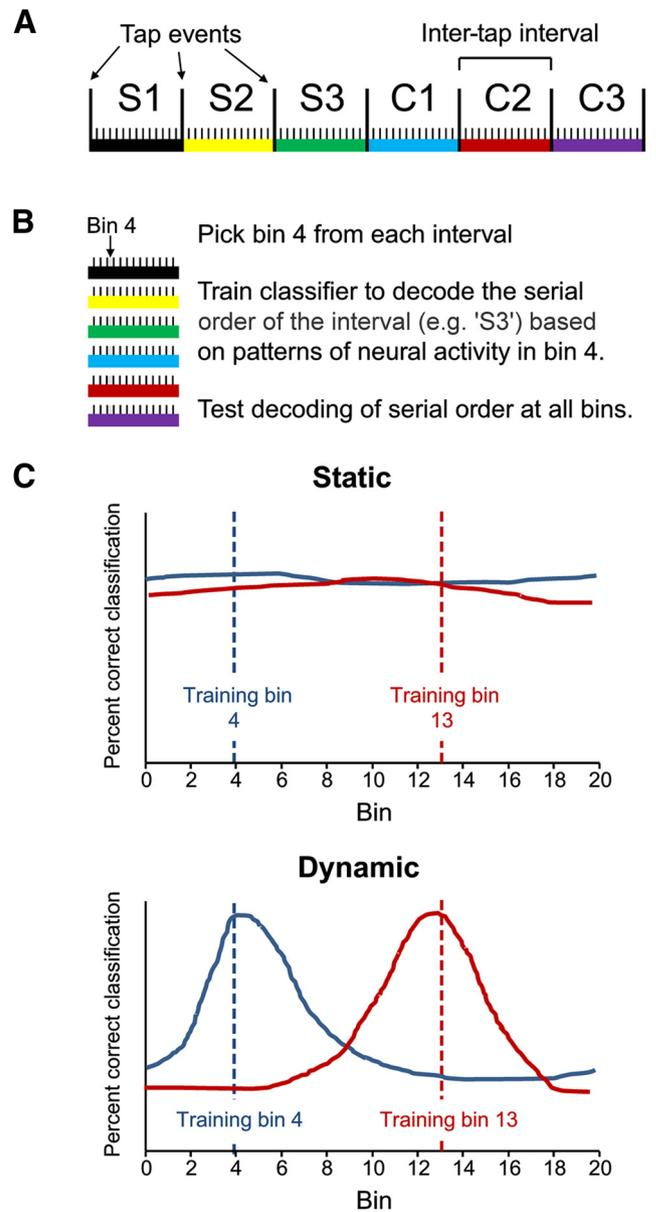 A
Tap events
Inter-tap interval
S1 S2 S3 C1 C2 C3
B
Bin 4
Pick bin 4 from each interval
Train classifier to decode the serial
order of the interval (e.g. 'S3') based
on patterns of neural activity in bin 4.
Test decoding of serial order at all bins.
C
Static
Percent correct classification
Training bin
4
Training bin
13
0 2 4 6 8 10 12 14 16 18 20
Bin
Dynamic
Percent correct classification
Training bin 4
Training bin 13
0 2 4 6 8 10 12 14 16 18 20
Bin